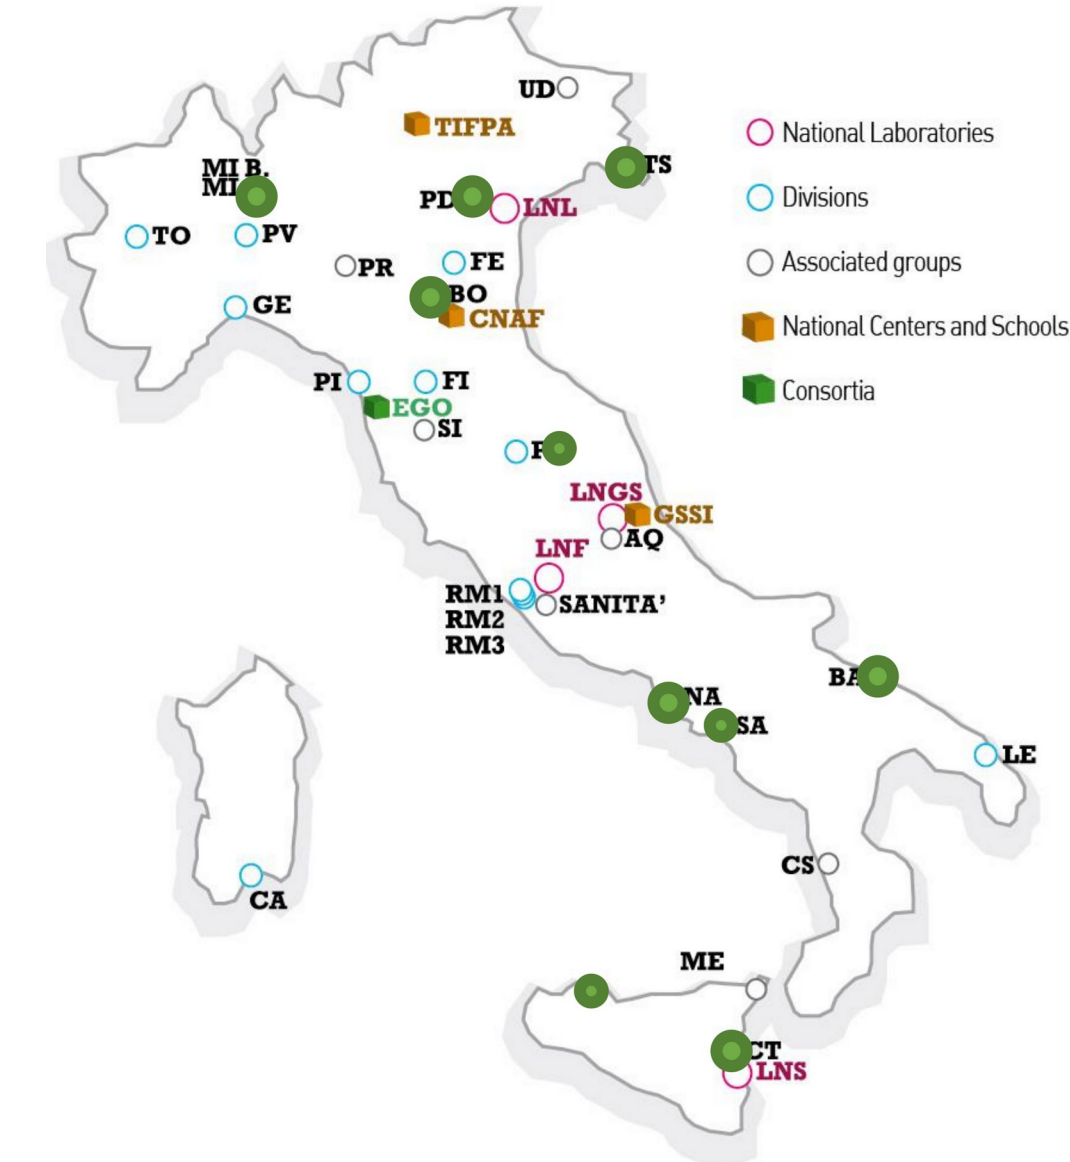 UD
TIFPA
TS
MI B.
MI
PD
LNL
TO
PV
PR
FE
BO
CNAF
GE
PI
FI
EGO
SI
LNGS
GSSI
AQ
LNF
RM1
SANITA’
RM2
RM3
BA
NA
SA
LE
CS
CA
ME
CT
LNS
National Laboratories
Divisions
Associated groups
National Centers and Schools
Consortia